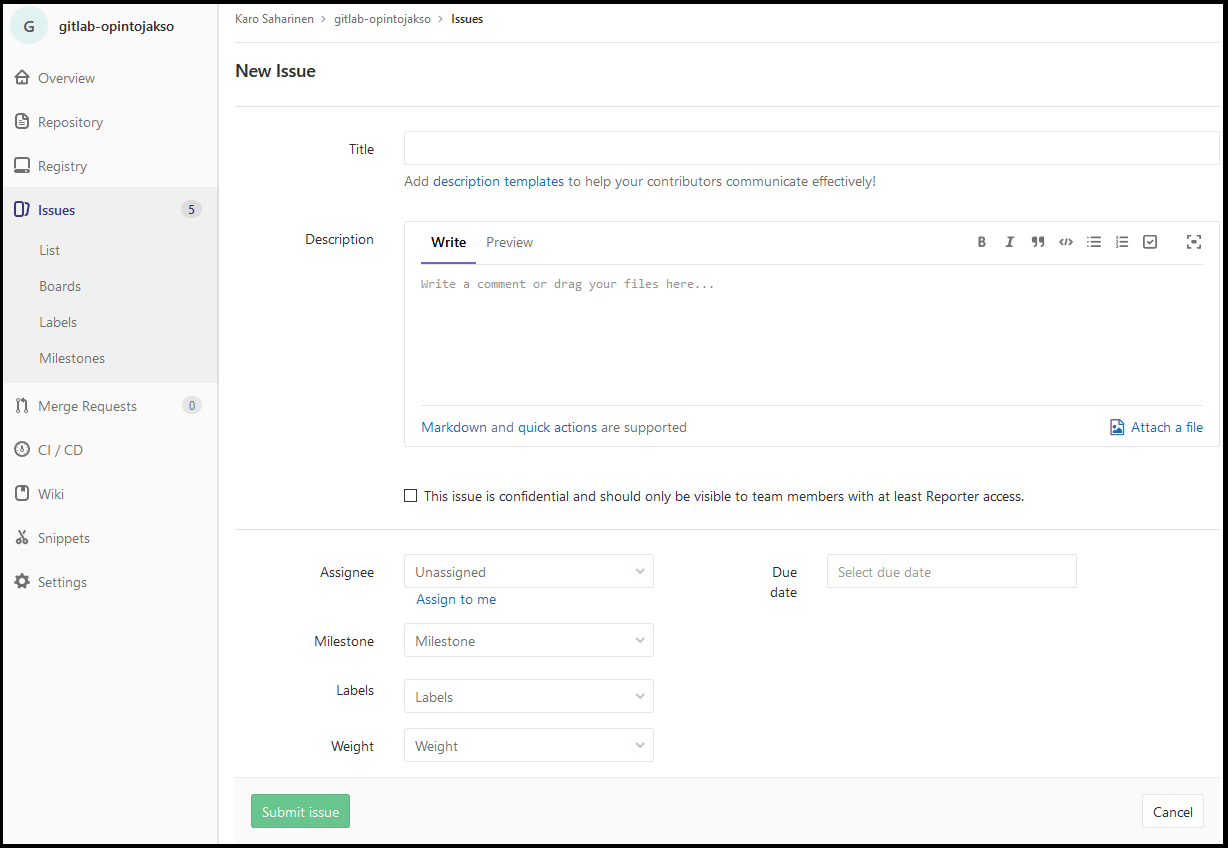 G gitlab-opintojakso
Overview
Repository
Registry
Issues 5
List
Boards
Labels
Milestones
Merge Requests 0
CI / CD
Wiki
Snippets
Settings
Karo Saharinen › gitlab-opintojakso › Issues
New Issue
Title
Add description templates to help your contributors communicate effectively!
Description
Write Preview
B I
Write a comment or drag your files here...
Markdown and quick actions are supported
Attach a file
This issue is confidential and should only be visible to team members with at least Reporter access.
Assignee Unassigned
Assign to me
Due
date
Select due date
Milestone Milestone
Labels Labels
Weight Weight
Submit issue
Cancel